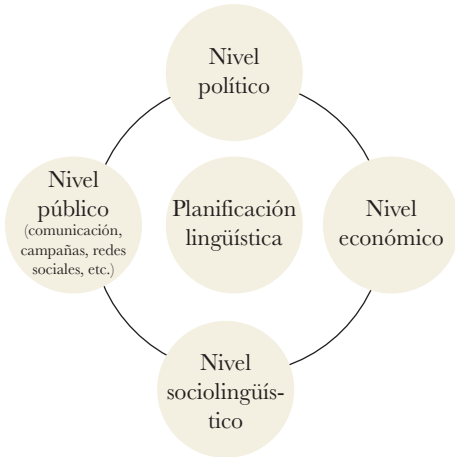 Nivel
político
Nivel
público
(comunicación,
campañas, redes
sociales, etc.)
Planificación
lingüística
Nivel
económico
Nivel
sociolingüís-
tico